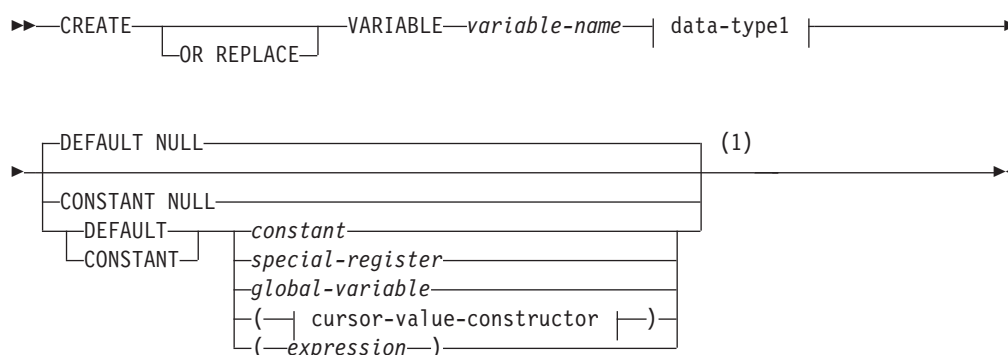 CREATE OR REPLACE VARIABLE variable-name data-type1
DEFAULT NULL (1)
CONSTANT NULL
DEFAULT constant
CONSTANT special-register
global-variable
( cursor-value-constructor )
( expression )